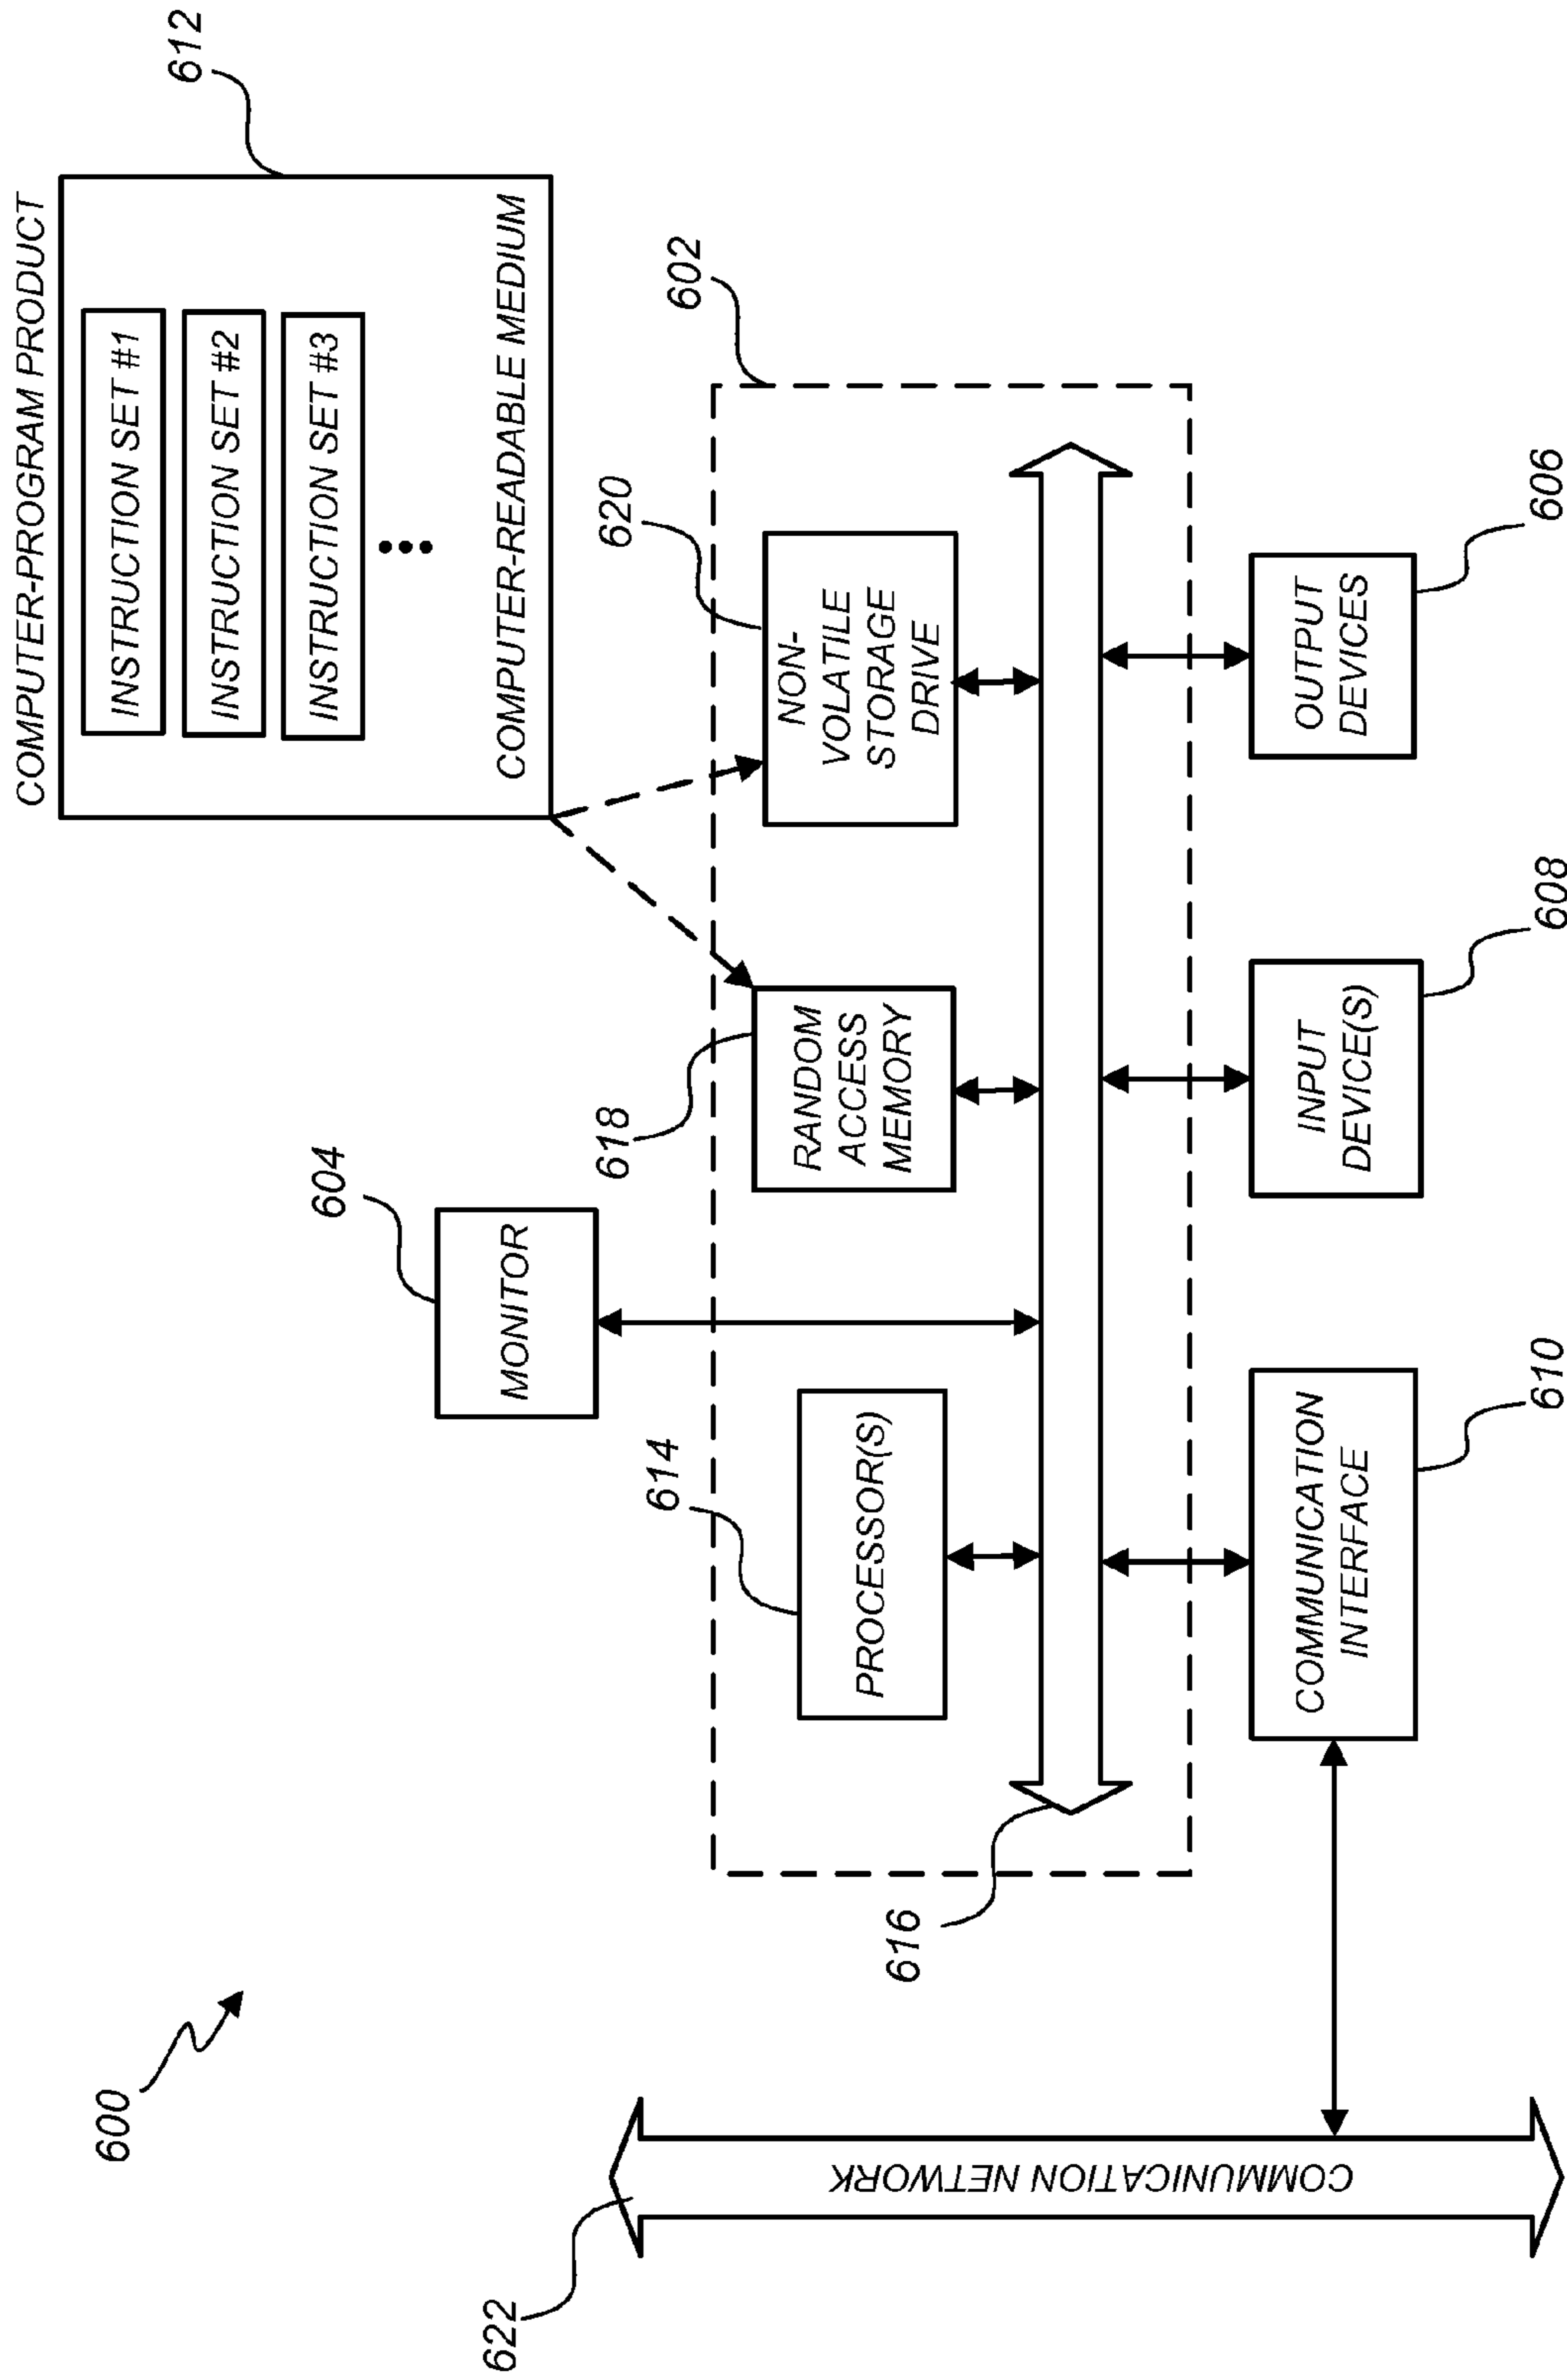 600
COMPUTER-PROGRAM PRODUCT
612
INSTRUCTION SET #1
INSTRUCTION SET #2
INSTRUCTION SET #3
COMPUTER-READABLE MEDIUM
604
MONITOR
602
614
PROCESSOR(S)
618
RANDOM
ACCESS
MEMORY
620
NON-
VOLATILE
STORAGE
DRIVE
616
622
COMMUNICATION NETWORK
COMMUNICATION
INTERFACE
610
INPUT
DEVICE(S)
608
OUTPUT
DEVICES
606